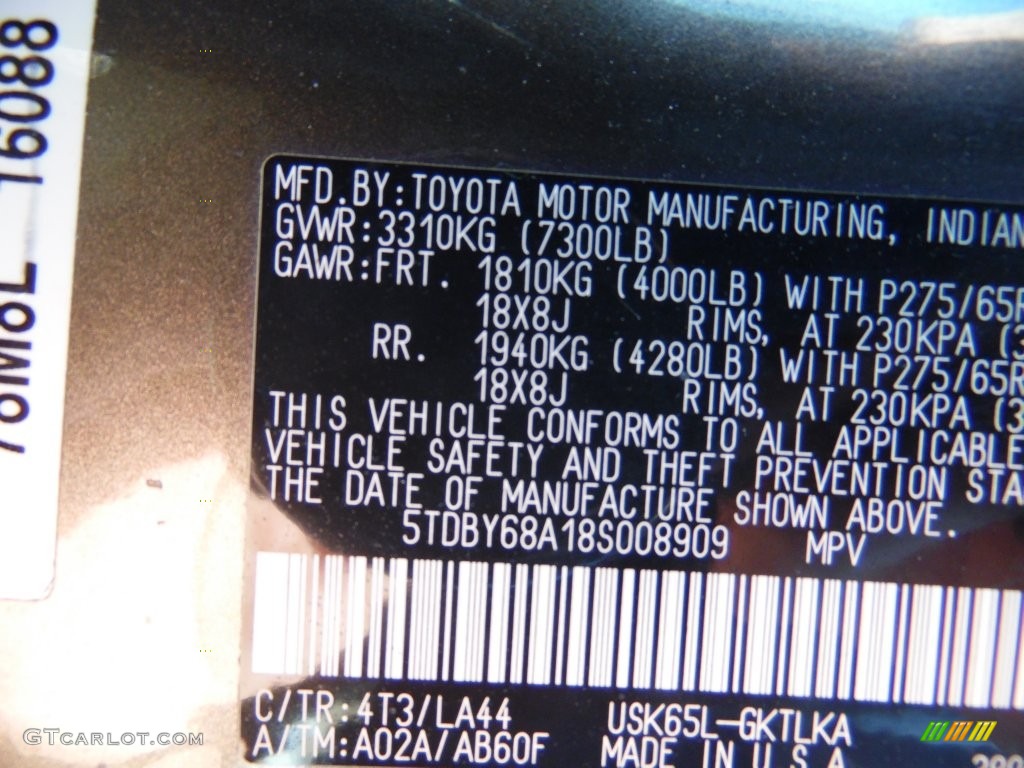 MFD.BY:TOYOTA MOTOR MANUFACTURING, INDIAN
GVWR:3310KG (7300LB)
GAWR:FRT. 1810KG (4000LB) WITH P275/65R
18X8J RIMS, AT 230KPA (3
RR. 1940KG (4280LB) WITH P275/65R
18X8J RIMS, AT 230KPA (3
THIS VEHICLE CONFORMS TO ALL APPLICABLE
VEHICLE SAFETY AND THEFT PREVENTION STA
THE DATE OF MANUFACTURE SHOWN ABOVE.
5TDBY68A18S008909 MPV
C/TR:4T3/LA44 USK65L-GKTLKA
A/TM:A02A/AB60F MADE IN U.S.A.
16088
GTCarLot.com